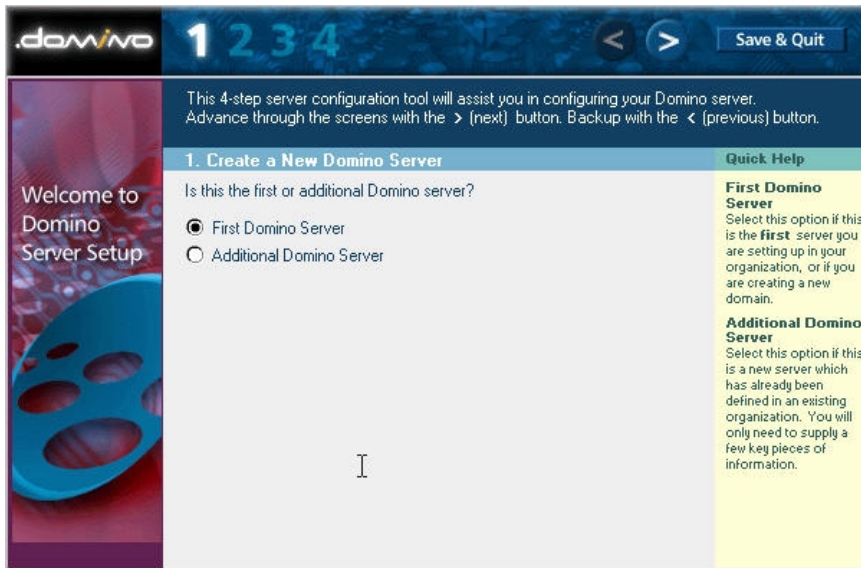 .domino
1 2 3 4
< >
Save & Quit
This 4-step server configuration tool will assist you in configuring your Domino server.
Advance through the screens with the > (next) button. Backup with the < (previous) button.
Welcome to
Domino
Server Setup
1. Create a New Domino Server
Is this the first or additional Domino server?
First Domino Server
Additional Domino Server
Quick Help
First Domino
Server
Select this option if this
is the first server you
are setting up in your
organization, or if you
are creating a new
domain.
Additional Domino
Server
Select this option if this
is a new server which
has already been
defined in an existing
organization. You will
only need to supply a
few key pieces of
information.